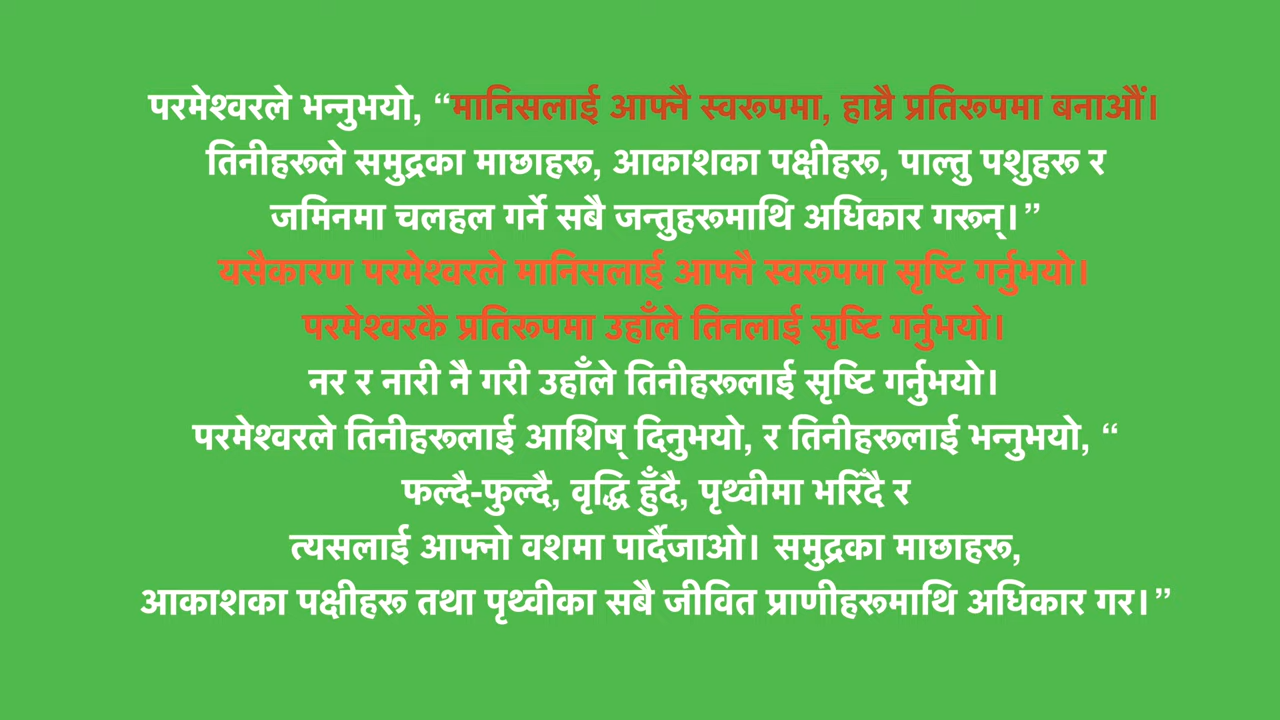 परमेश्वरले भन्नुभयो, “मानिसलाई आफ्नै स्वरूपमा, हाम्रै प्रतिरूपमा बनाऔं।
तिनीहरूले समुद्रका माछाहरू, आकाशका पक्षीहरू, पाल्तु पशुहरू र
जमिनमा चलहल गर्ने सबै जन्तुहरूमाथि अधिकार गरून्।”
यसैकारण परमेश्वरले मानिसलाई आफ्नै स्वरूपमा सृष्टि गर्नुभयो।
परमेश्वरकै प्रतिरूपमा उहाँले तिनलाई सृष्टि गर्नुभयो।
नर र नारी नै गरी उहाँले तिनीहरूलाई सृष्टि गर्नुभयो।
परमेश्वरले तिनीहरूलाई आशिष् दिनुभयो, र तिनीहरूलाई भन्नुभयो, “
फल्दै-फुल्दै, वृद्धि हुँदै, पृथ्वीमा भरिँदै र
त्यसलाई आफ्नो वशमा पार्दैजाओ। समुद्रका माछाहरू,
आकाशका पक्षीहरू तथा पृथ्वीका सबै जीवित प्राणीहरूमाथि अधिकार गर।”